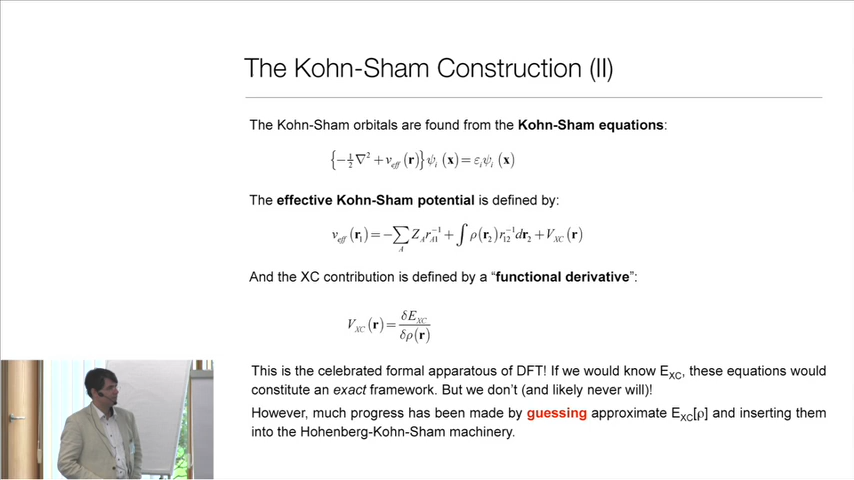 The Kohn-Sham Construction (II)
The Kohn-Sham orbitals are found from the Kohn-Sham equations:
{−½∇² + v_eff(r)}ψ_i(x) = ε_iψ_i(x)
The effective Kohn-Sham potential is defined by:
v_eff(r₁) = −∑_A Z_A r_A1⁻¹ + ∫ρ(r₂)r₁₂⁻¹dr₂ + V_XC(r)
And the XC contribution is defined by a “functional derivative”:
V_XC(r) = δE_XC / δρ(r)
This is the celebrated formal apparatous of DFT! If we would know E_XC, these equations would
constitute an exact framework. But we don’t (and likely never will)!
However, much progress has been made by guessing approximate E_XC[ρ] and inserting them
into the Hohenberg-Kohn-Sham machinery.